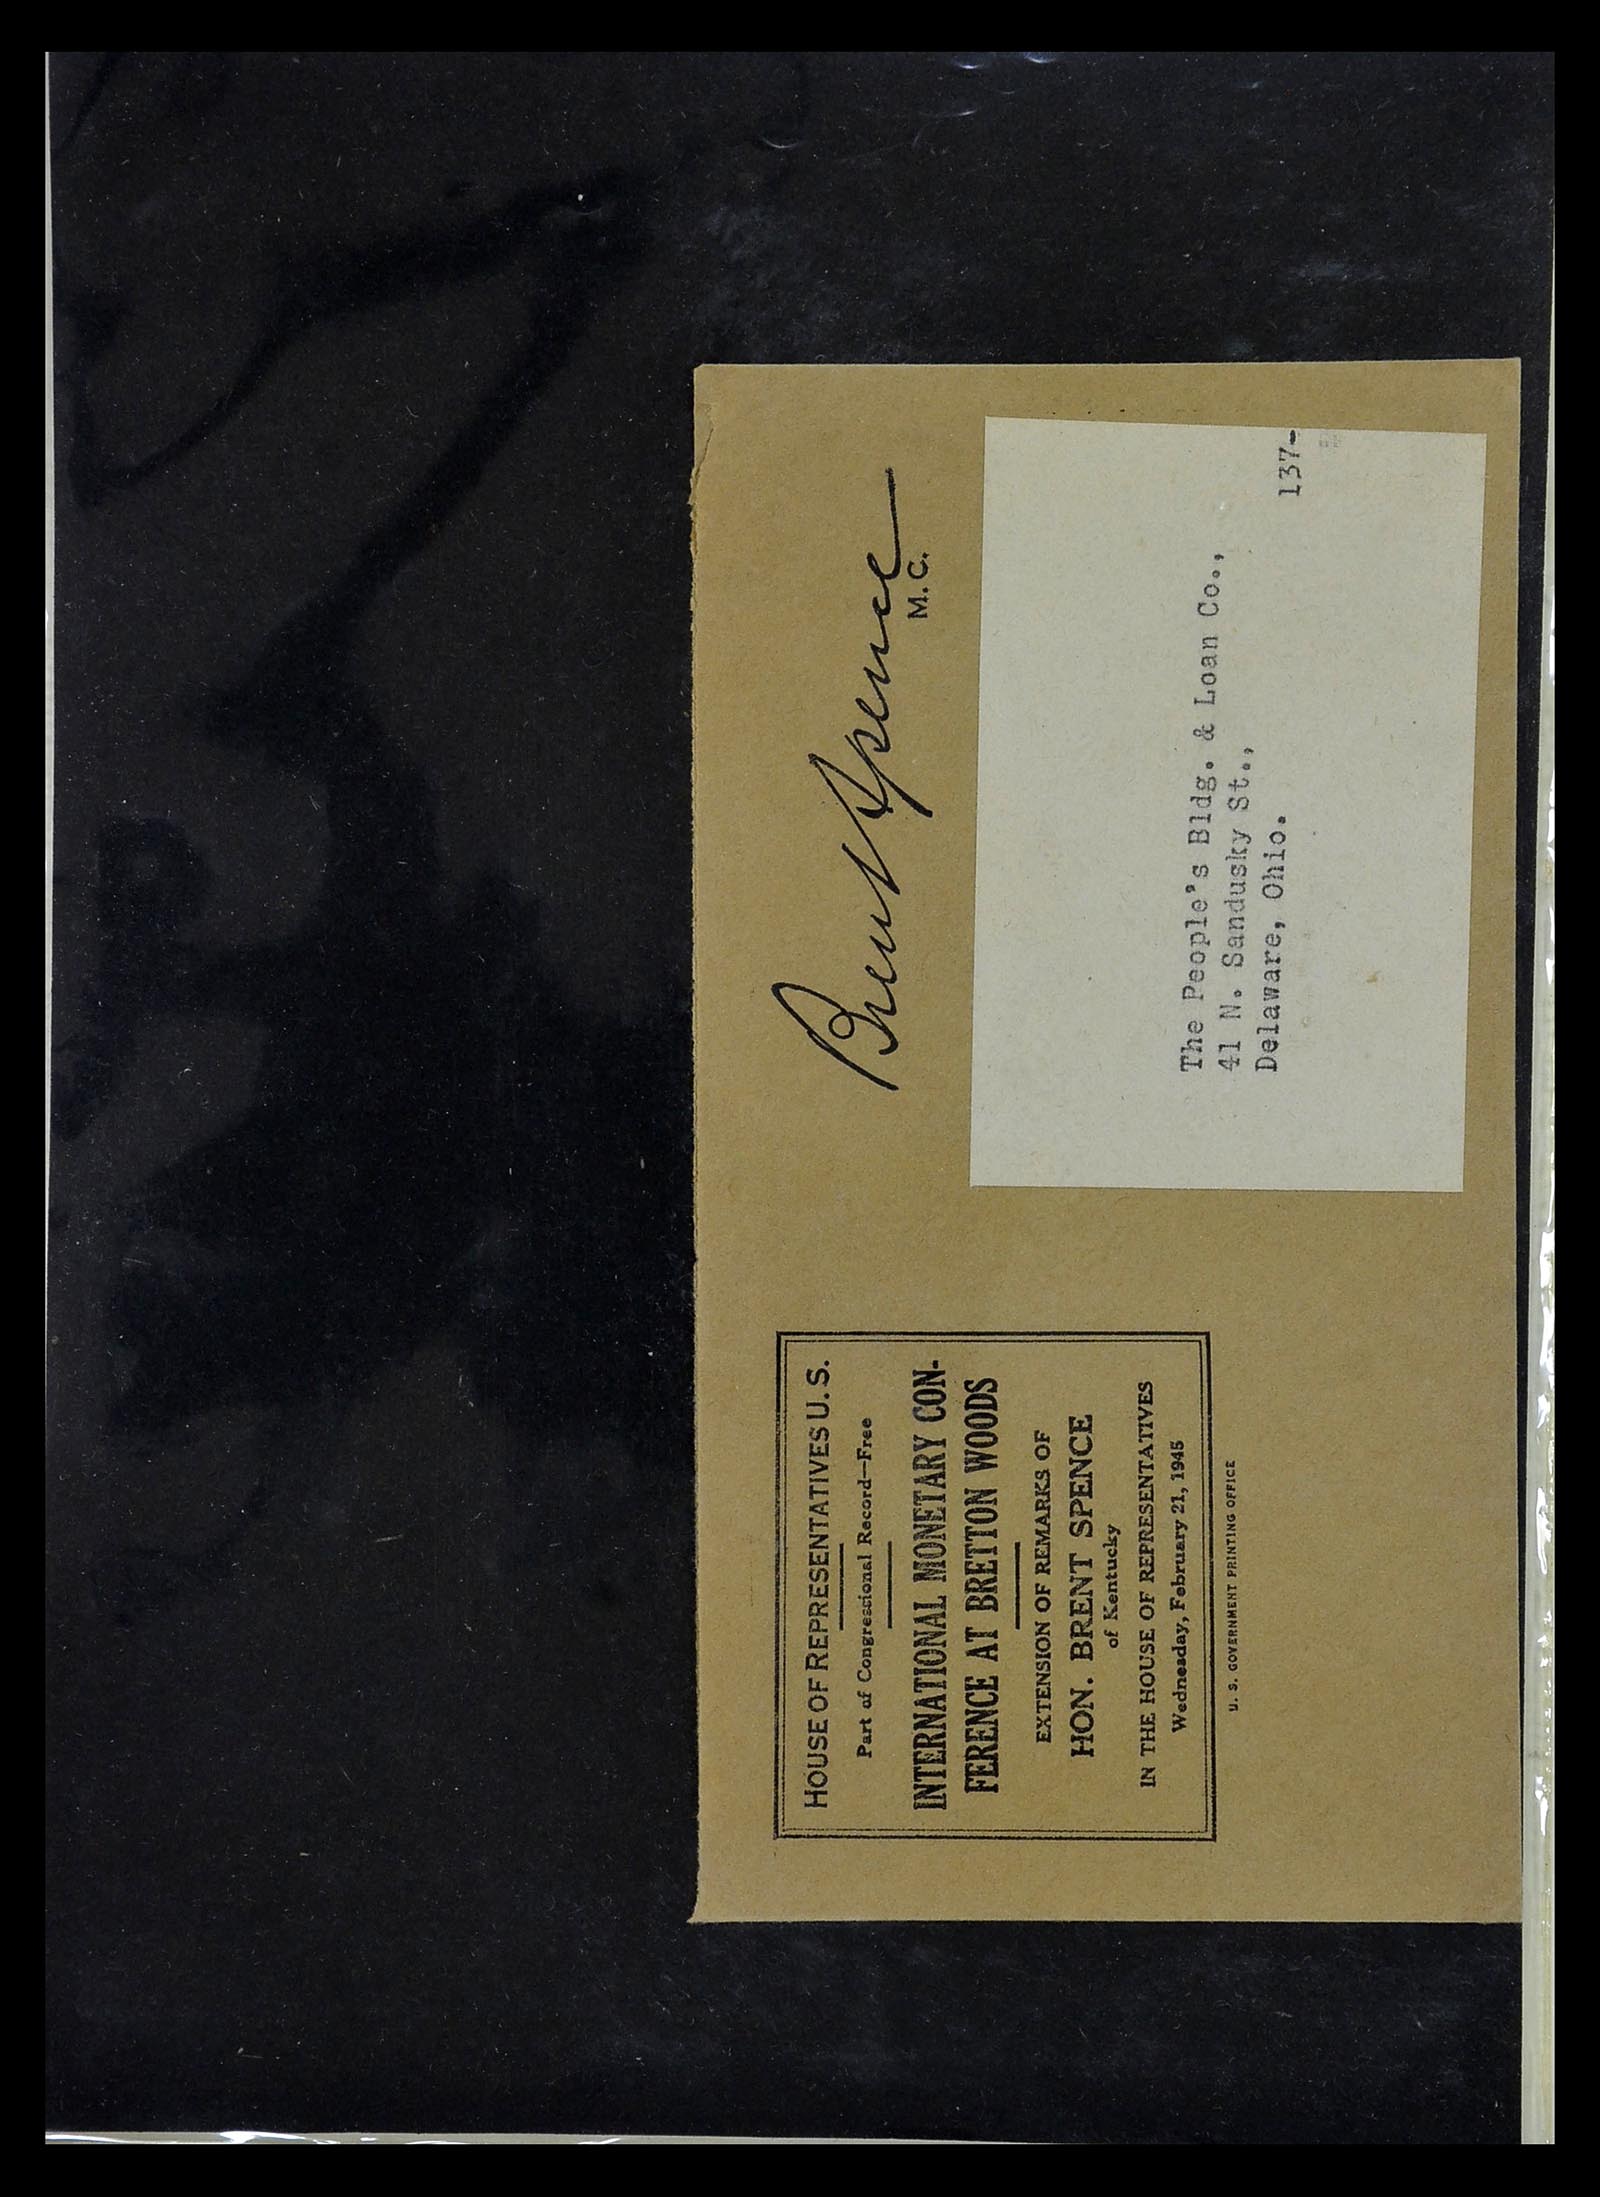 HOUSE OF REPRESENTATIVES U. S.
Part of Congressional Record—Free
INTERNATIONAL MONETARY CON-
FERENCE AT BRETTON WOODS
EXTENSION OF REMARKS OF
HON. BRENT SPENCE
of Kentucky
IN THE HOUSE OF REPRESENTATIVES
Wednesday, February 21, 1945
U. S. GOVERNMENT PRINTING OFFICE
Brent Spence
M. C.
The People's Bldg. & Loan Co.,
41 N. Sandusky St.,
Delaware, Ohio.
137-